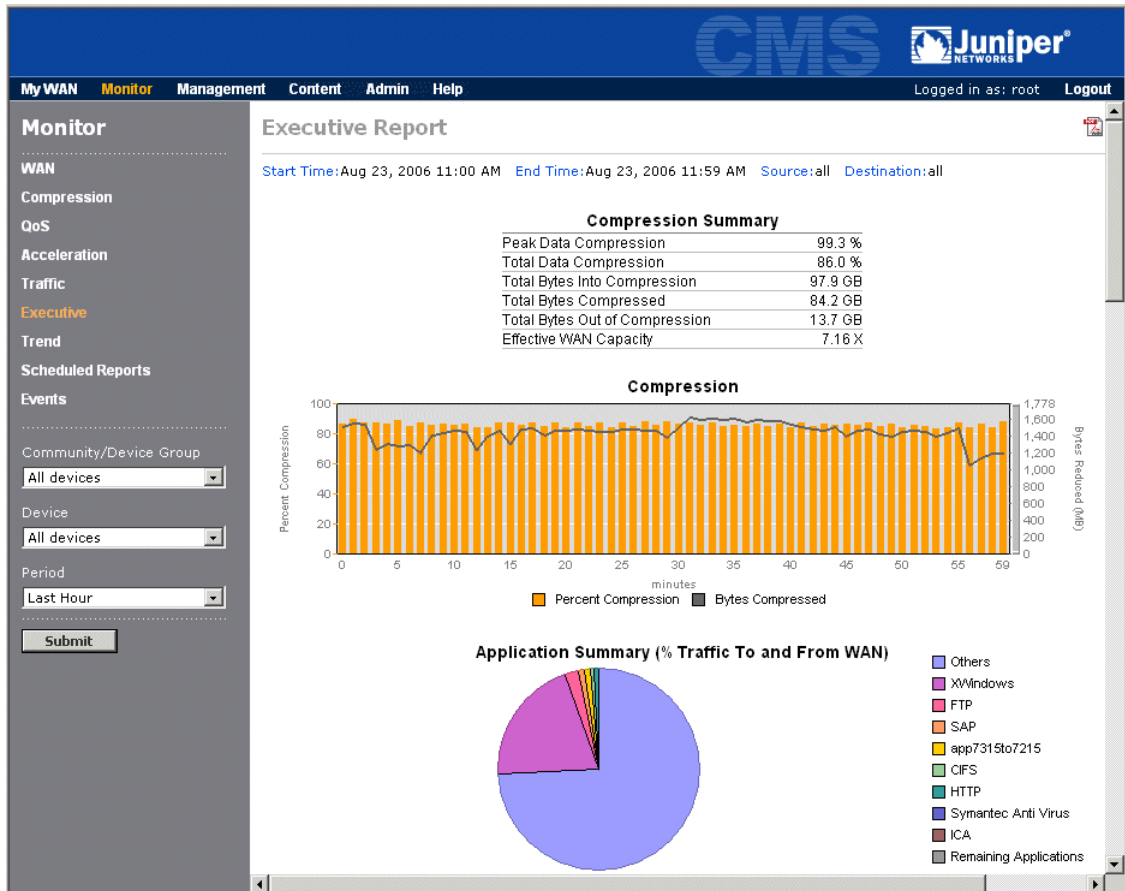 CMS
Juniper®
NETWORKS
My WAN Monitor Management Content Admin Help Logged in as: root Logout
Monitor
WAN
Compression
QoS
Acceleration
Traffic
Executive
Trend
Scheduled Reports
Events
Community/Device Group
All devices
Device
All devices
Period
Last Hour
Submit
Executive Report
Start Time:Aug 23, 2006 11:00 AM End Time:Aug 23, 2006 11:59 AM Source:all Destination:all
Compression Summary
Peak Data Compression 99.3 %
Total Data Compression 86.0 %
Total Bytes Into Compression 97.9 GB
Total Bytes Compressed 84.2 GB
Total Bytes Out of Compression 13.7 GB
Effective WAN Capacity 7.16 X
Compression
Percent Compression
100
80
60
40
20
0
1,778
1,600
1,400
1,200
1,000
800
600
400
200
0
Bytes Reduced (MB)
0 5 10 15 20 25 30 35 40 45 50 55 59
minutes
Percent Compression Bytes Compressed
Application Summary (% Traffic To and From WAN)
Others
XWindows
FTP
SAP
app7315to7215
CIFS
HTTP
Symantec Anti Virus
ICA
Remaining Applications